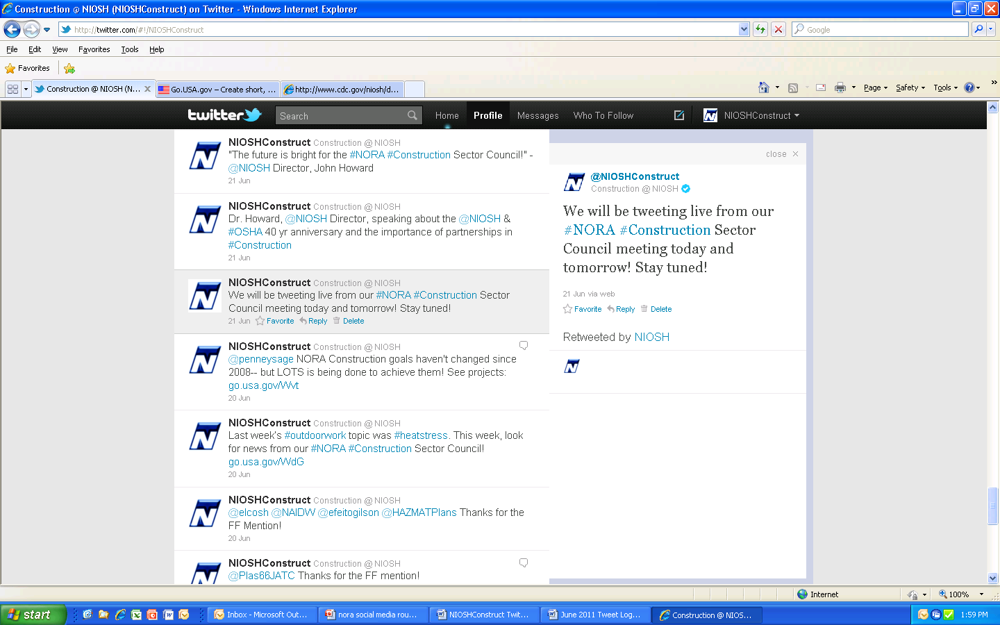 Construction @ NIOSH (NIOSHConstruct) on Twitter - Windows Internet Explorer
http://twitter.com/#!/NIOSHConstruct
Google
File Edit View Favorites Tools Help
Favorites
Construction @ NIOSH (N... Go.USA.gov – Create short, ... http://www.cdc.gov/niosh/d...
Page Safety Tools
twitter Search Home Profile Messages Who To Follow NIOSHConstruct
NIOSHConstruct Construction @ NIOSH
"The future is bright for the #NORA #Construction Sector Council!" -
@NIOSH Director, John Howard
21 Jun
NIOSHConstruct Construction @ NIOSH
Dr. Howard, @NIOSH Director, speaking about the @NIOSH &
#OSHA 40 yr anniversary and the importance of partnerships in
#Construction
21 Jun
NIOSHConstruct Construction @ NIOSH
We will be tweeting live from our #NORA #Construction Sector
Council meeting today and tomorrow! Stay tuned!
21 Jun Favorite Reply Delete
NIOSHConstruct Construction @ NIOSH
@penneysage NORA Construction goals haven't changed since
2008-- but LOTS is being done to achieve them! See projects:
go.usa.gov/WVvt
20 Jun
NIOSHConstruct Construction @ NIOSH
Last week's #outdoorwork topic was #heatstress. This week, look
for news from our #NORA #Construction Sector Council!
go.usa.gov/WdG
20 Jun
NIOSHConstruct Construction @ NIOSH
@elcosh @NAIDW @efeitogilson @HAZMATPlans Thanks for the
FF Mention!
20 Jun
NIOSHConstruct Construction @ NIOSH
@Plas66JATC Thanks for the FF mention!
close
@NIOSHConstruct
Construction @ NIOSH
We will be tweeting live from our
#NORA #Construction Sector
Council meeting today and
tomorrow! Stay tuned!
21 Jun via web
Favorite Reply Delete
Retweeted by NIOSH
Internet 100%
start Inbox - Microsoft Out... nora social media rou... NIOSHConstruct Twit... June 2011 Tweet Log... Construction @ NIOS... 1:59 PM